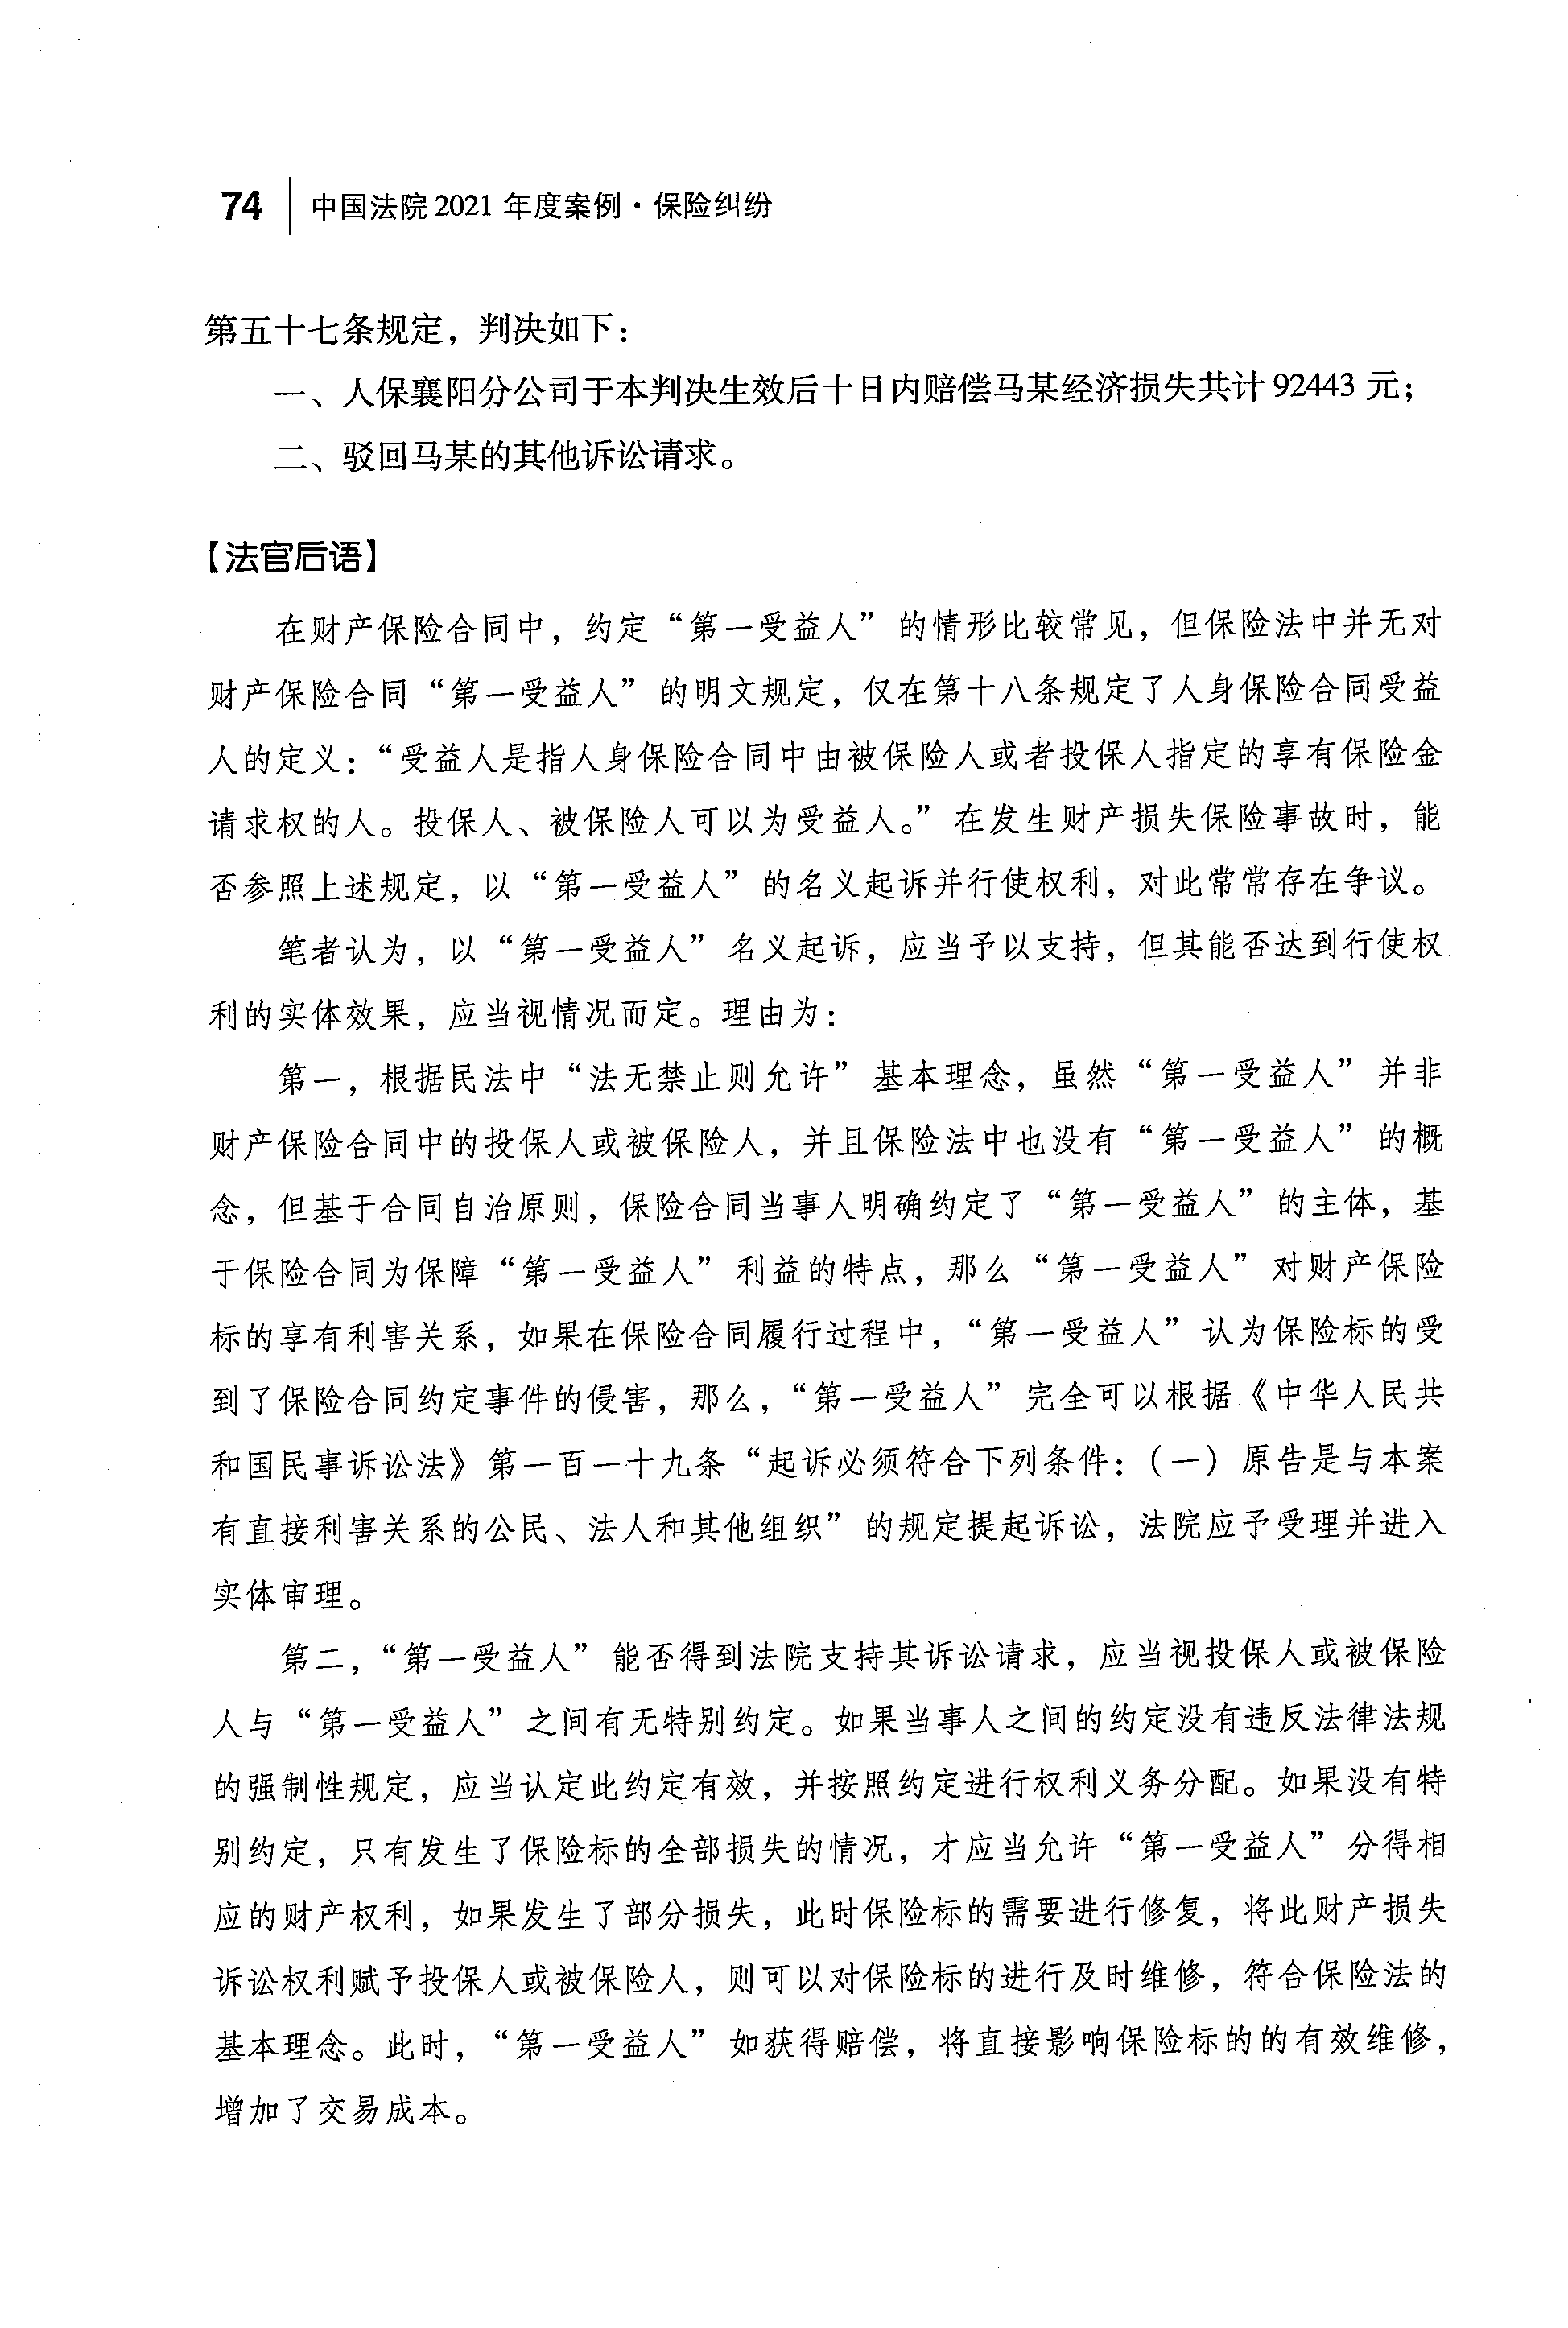 74 中国法院2021年度案例·保险纠纷
第五十七条规定，判决如下：
一、人保襄阳分公司于本判决生效后十日内赔偿马某经济损失共计92443元；
二、驳回马某的其他诉讼请求。
【法官后语】
在财产保险合同中，约定“第一受益人”的情形比较常见，但保险法中并无对
财产保险合同“第一受益人”的明文规定，仅在第十八条规定了人身保险合同受益
人的定义：“受益人是指人身保险合同中由被保险人或者投保人指定的享有保险金
请求权的人。投保人、被保险人可以为受益人。”在发生财产损失保险事故时，能
否参照上述规定，以“第一受益人”的名义起诉并行使权利，对此常常存在争议。
笔者认为，以“第一受益人”名义起诉，应当予以支持，但其能否达到行使权
利的实体效果，应当视情况而定。理由为：
第一，根据民法中“法无禁止则允许”基本理念，虽然“第一受益人”并非
财产保险合同中的投保人或被保险人，并且保险法中也没有“第一受益人”的概
念，但基于合同自治原则，保险合同当事人明确约定了“第一受益人”的主体，基
于保险合同为保障“第一受益人”利益的特点，那么“第一受益人”对财产保险
标的享有利害关系，如果在保险合同履行过程中，“第一受益人”认为保险标的受
到了保险合同约定事件的侵害，那么，“第一受益人”完全可以根据《中华人民共
和国民事诉讼法》第一百一十九条“起诉必须符合下列条件：（一）原告是与本案
有直接利害关系的公民、法人和其他组织”的规定提起诉讼，法院应予受理并进入
实体审理。
第二，“第一受益人”能否得到法院支持其诉讼请求，应当视投保人或被保险
人与“第一受益人”之间有无特别约定。如果当事人之间的约定没有违反法律法规
的强制性规定，应当认定此约定有效，并按照约定进行权利义务分配。如果没有特
别约定，只有发生了保险标的全部损失的情况，才应当允许“第一受益人”分得相
应的财产权利，如果发生了部分损失，此时保险标的需要进行修复，将此财产损失
诉讼权利赋予投保人或被保险人，则可以对保险标的进行及时维修，符合保险法的
基本理念。此时，“第一受益人”如获得赔偿，将直接影响保险标的的有效维修，
增加了交易成本。